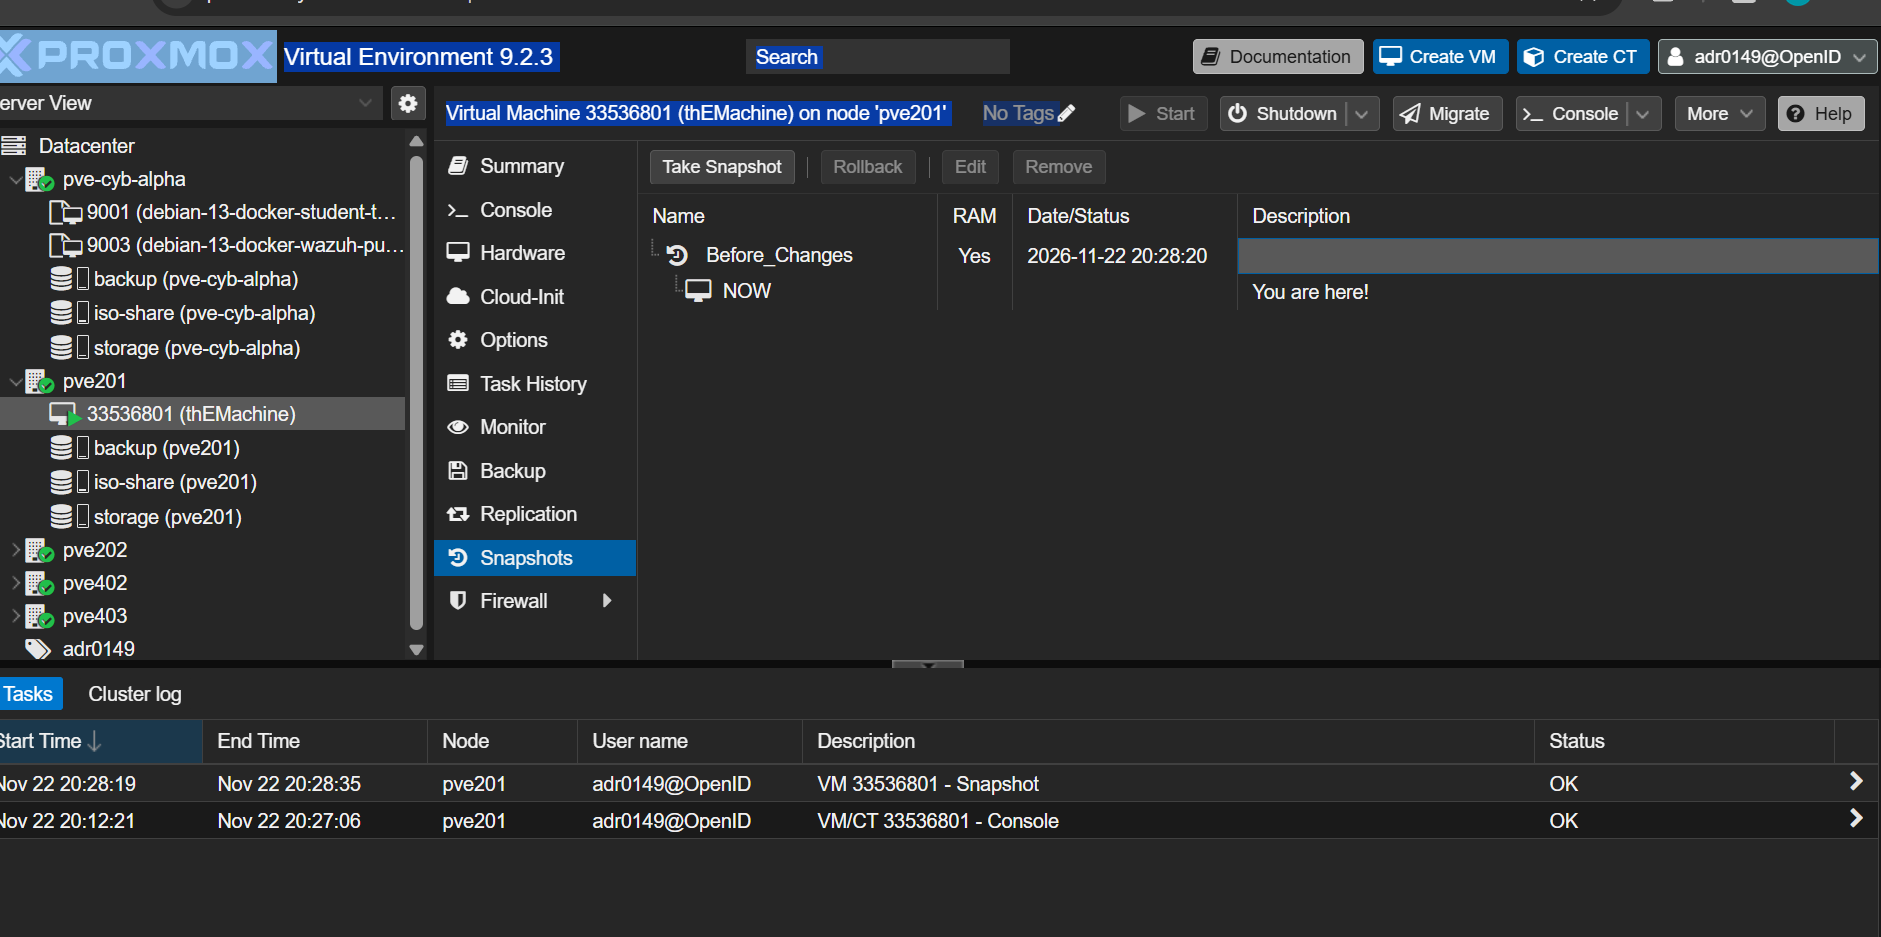 PROXMOX Virtual Environment 9.2.3 Search Documentation Create VM Create CT adr0149@OpenID
erver View
Virtual Machine 33536801 (thEMachine) on node 'pve201' No Tags Start Shutdown Migrate Console More Help
Datacenter
pve-cyb-alpha
9001 (debian-13-docker-student-t...
9003 (debian-13-docker-wazuh-pu...
backup (pve-cyb-alpha)
iso-share (pve-cyb-alpha)
storage (pve-cyb-alpha)
pve201
33536801 (thEMachine)
backup (pve201)
iso-share (pve201)
storage (pve201)
pve202
pve402
pve403
adr0149
Summary
Console
Hardware
Cloud-Init
Options
Task History
Monitor
Backup
Replication
Snapshots
Firewall
Take Snapshot Rollback Edit Remove
Name RAM Date/Status Description
Before_Changes Yes 2026-11-22 20:28:20
NOW You are here!
Tasks Cluster log
Start Time End Time Node User name Description Status
Nov 22 20:28:19 Nov 22 20:28:35 pve201 adr0149@OpenID VM 33536801 - Snapshot OK
Nov 22 20:12:21 Nov 22 20:27:06 pve201 adr0149@OpenID VM/CT 33536801 - Console OK